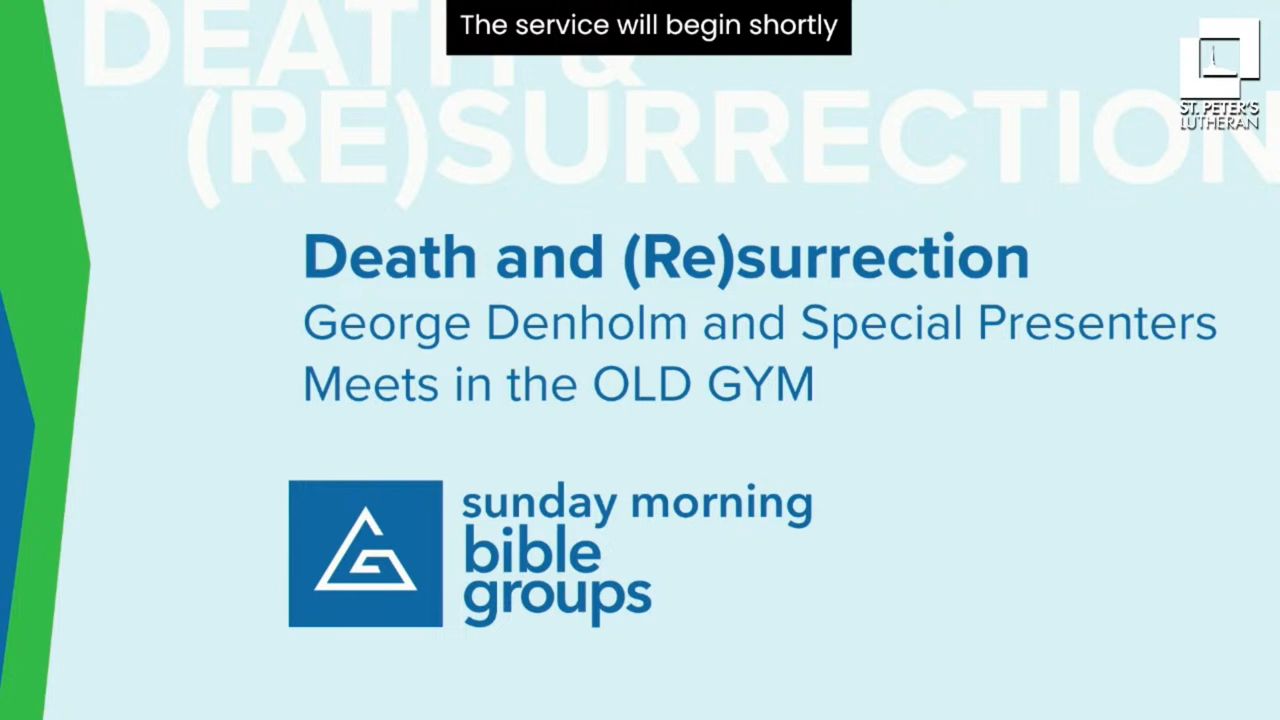 The service will begin shortly
DEATH &
(RE)SURRECTION
ST. PETER'S
LUTHERAN
Death and (Re)surrection
George Denholm and Special Presenters
Meets in the OLD GYM
sunday morning
bible
groups